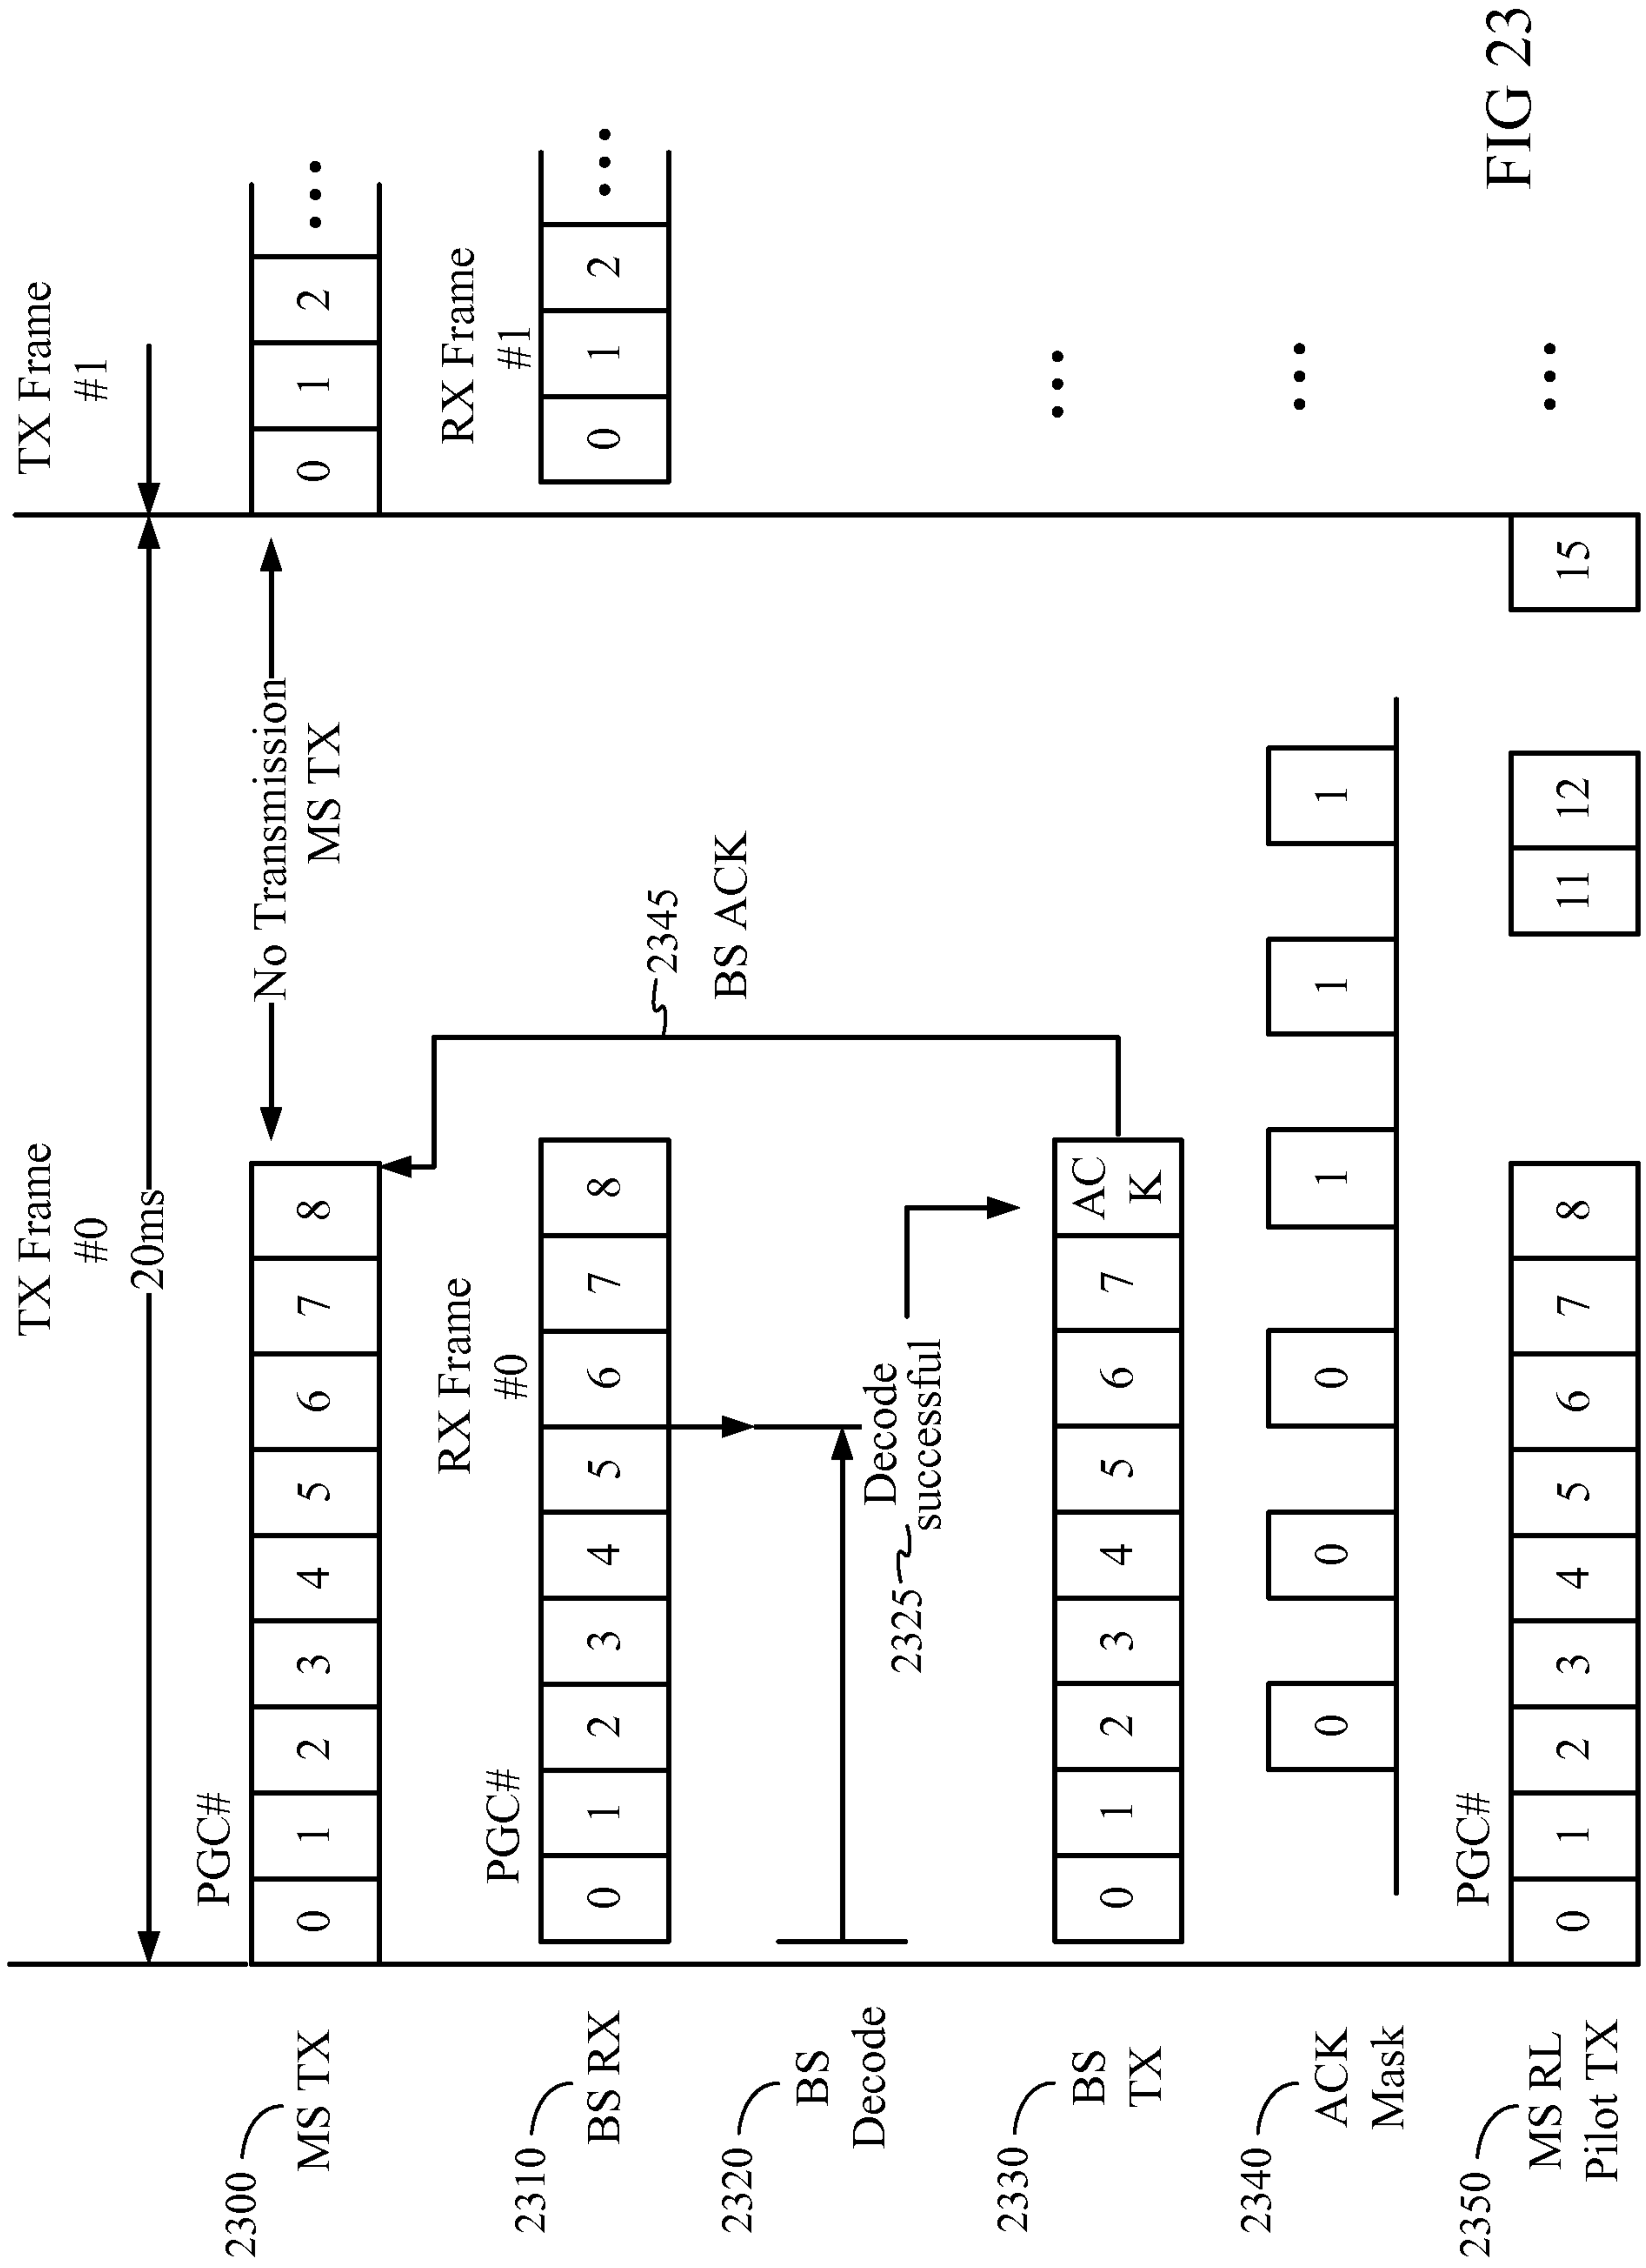 TX Frame
#0
TX Frame
#1
20ms
PGC#
2300
MS TX
0 1 2 3 4 5 6 7 8
No Transmission
MS TX
0 1 2 •••
RX Frame
#0
RX Frame
#1
PGC#
2310
BS RX
0 1 2 3 4 5 6 7 8
0 1 2 •••
2320
BS
Decode
Decode
successful
2325
2345
BS ACK
2330
BS
TX
0 1 2 3 4 5 6 7 AC
K
•••
2340
ACK
Mask
0 0 0 1 1 1 •••
PGC#
2350
MS RL
Pilot TX
0 1 2 3 4 5 6 7 8 11 12 15 •••
FIG 23